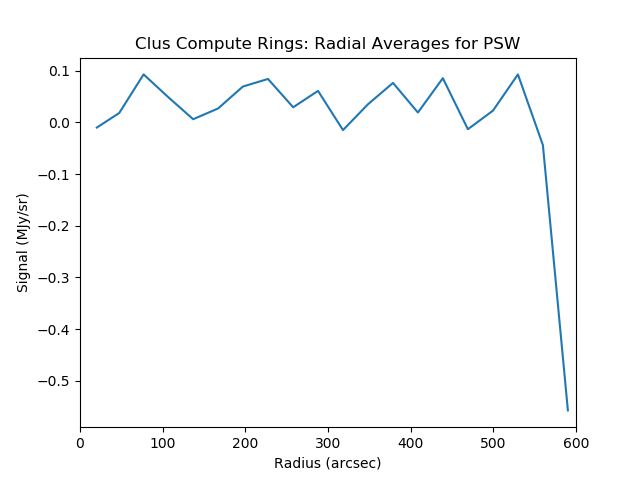 Clus Compute Rings: Radial Averages for PSW
0.1
0.0
−0.1
−0.2
−0.3
−0.4
−0.5
Signal (MJy/sr)
0 100 200 300 400 500 600
Radius (arcsec)